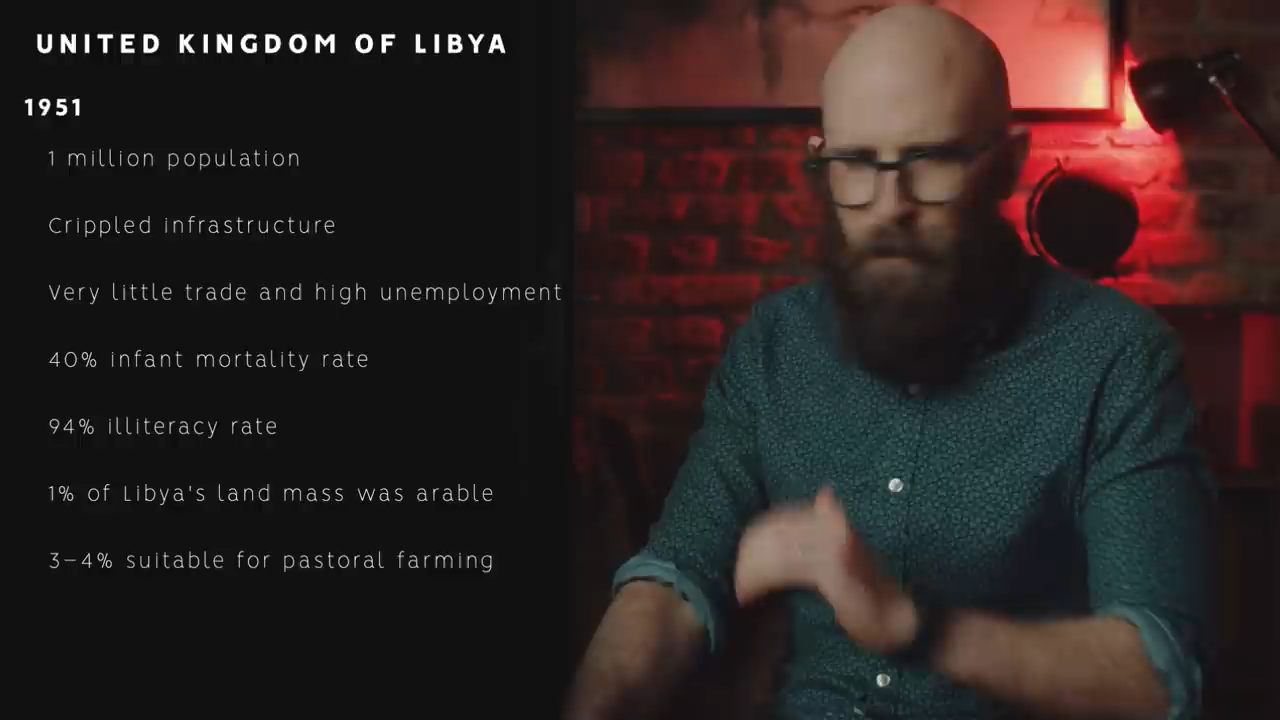 UNITED KINGDOM OF LIBYA
1951
1 million population
Crippled infrastructure
Very little trade and high unemployment
40% infant mortality rate
94% illiteracy rate
1% of Libya's land mass was arable
3–4% suitable for pastoral farming